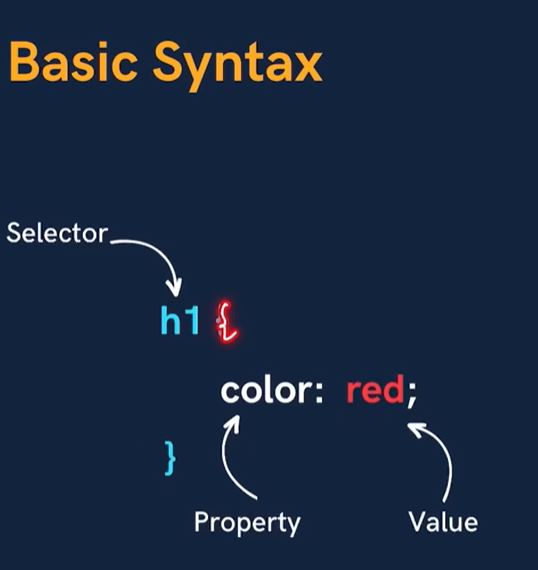 Basic Syntax
Selector
h1 {
color: red;
}
Property Value